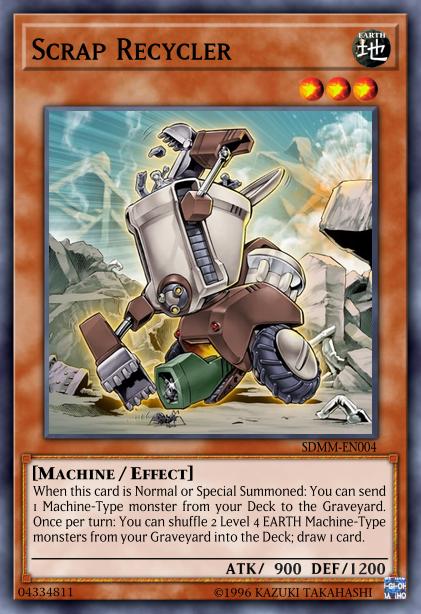 SCRAP RECYCLER
EARTH
地
SDMM-EN004
[MACHINE / EFFECT]
When this card is Normal or Special Summoned: You can send
1 Machine-Type monster from your Deck to the Graveyard.
Once per turn: You can shuffle 2 Level 4 EARTH Machine-Type
monsters from your Graveyard into the Deck; draw 1 card.
ATK/ 900 DEF/1200
04334811
©1996 KAZUKI TAKAHASHI